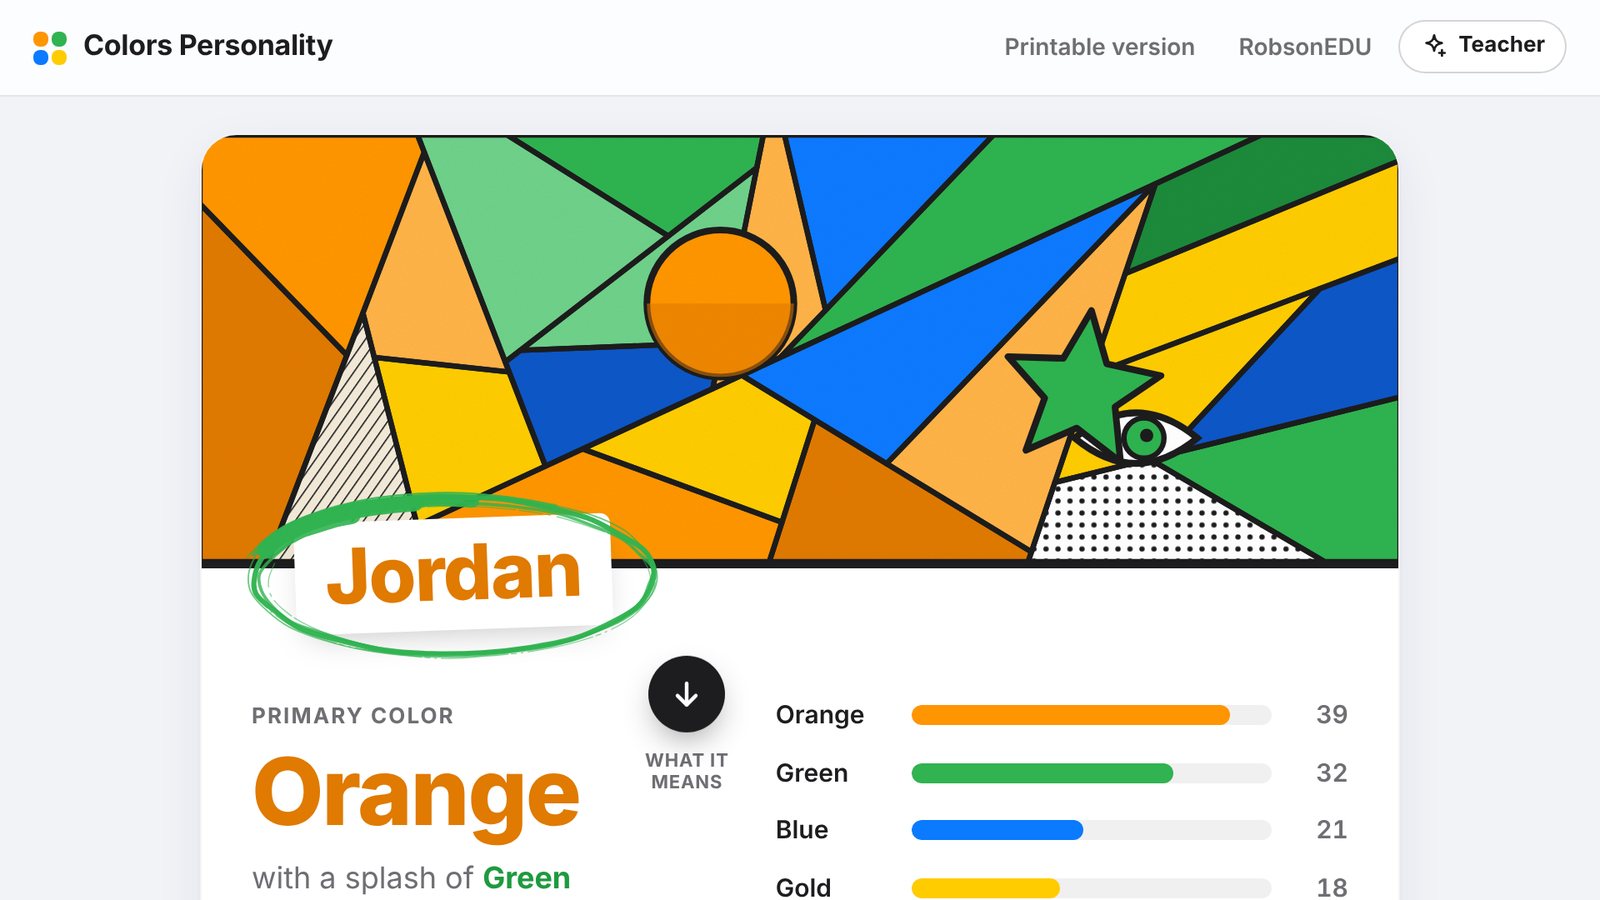 Colors Personality
Printable version
RobsonEDU
Teacher
Jordan
PRIMARY COLOR
Orange
with a splash of Green
WHAT IT
MEANS
Orange 39
Green 32
Blue 21
Gold 18